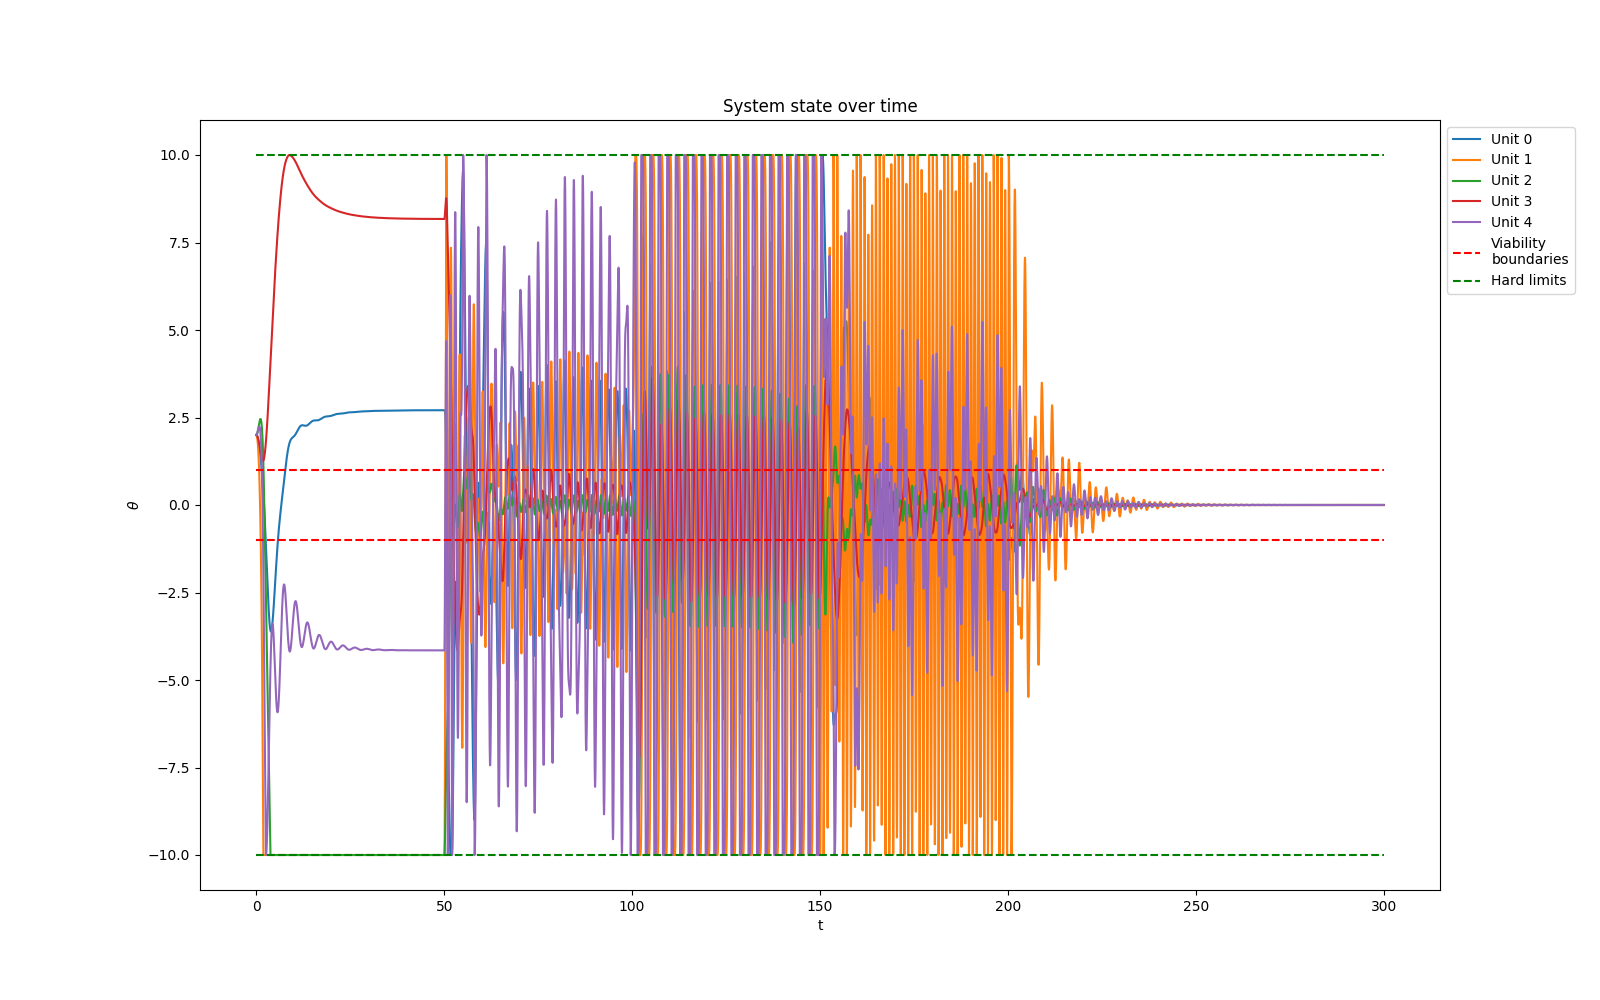 System state over time
10.0
7.5
5.0
2.5
0.0
−2.5
−5.0
−7.5
−10.0
θ
0
50
100
150
200
250
300
t
Unit 0
Unit 1
Unit 2
Unit 3
Unit 4
Viability
boundaries
Hard limits